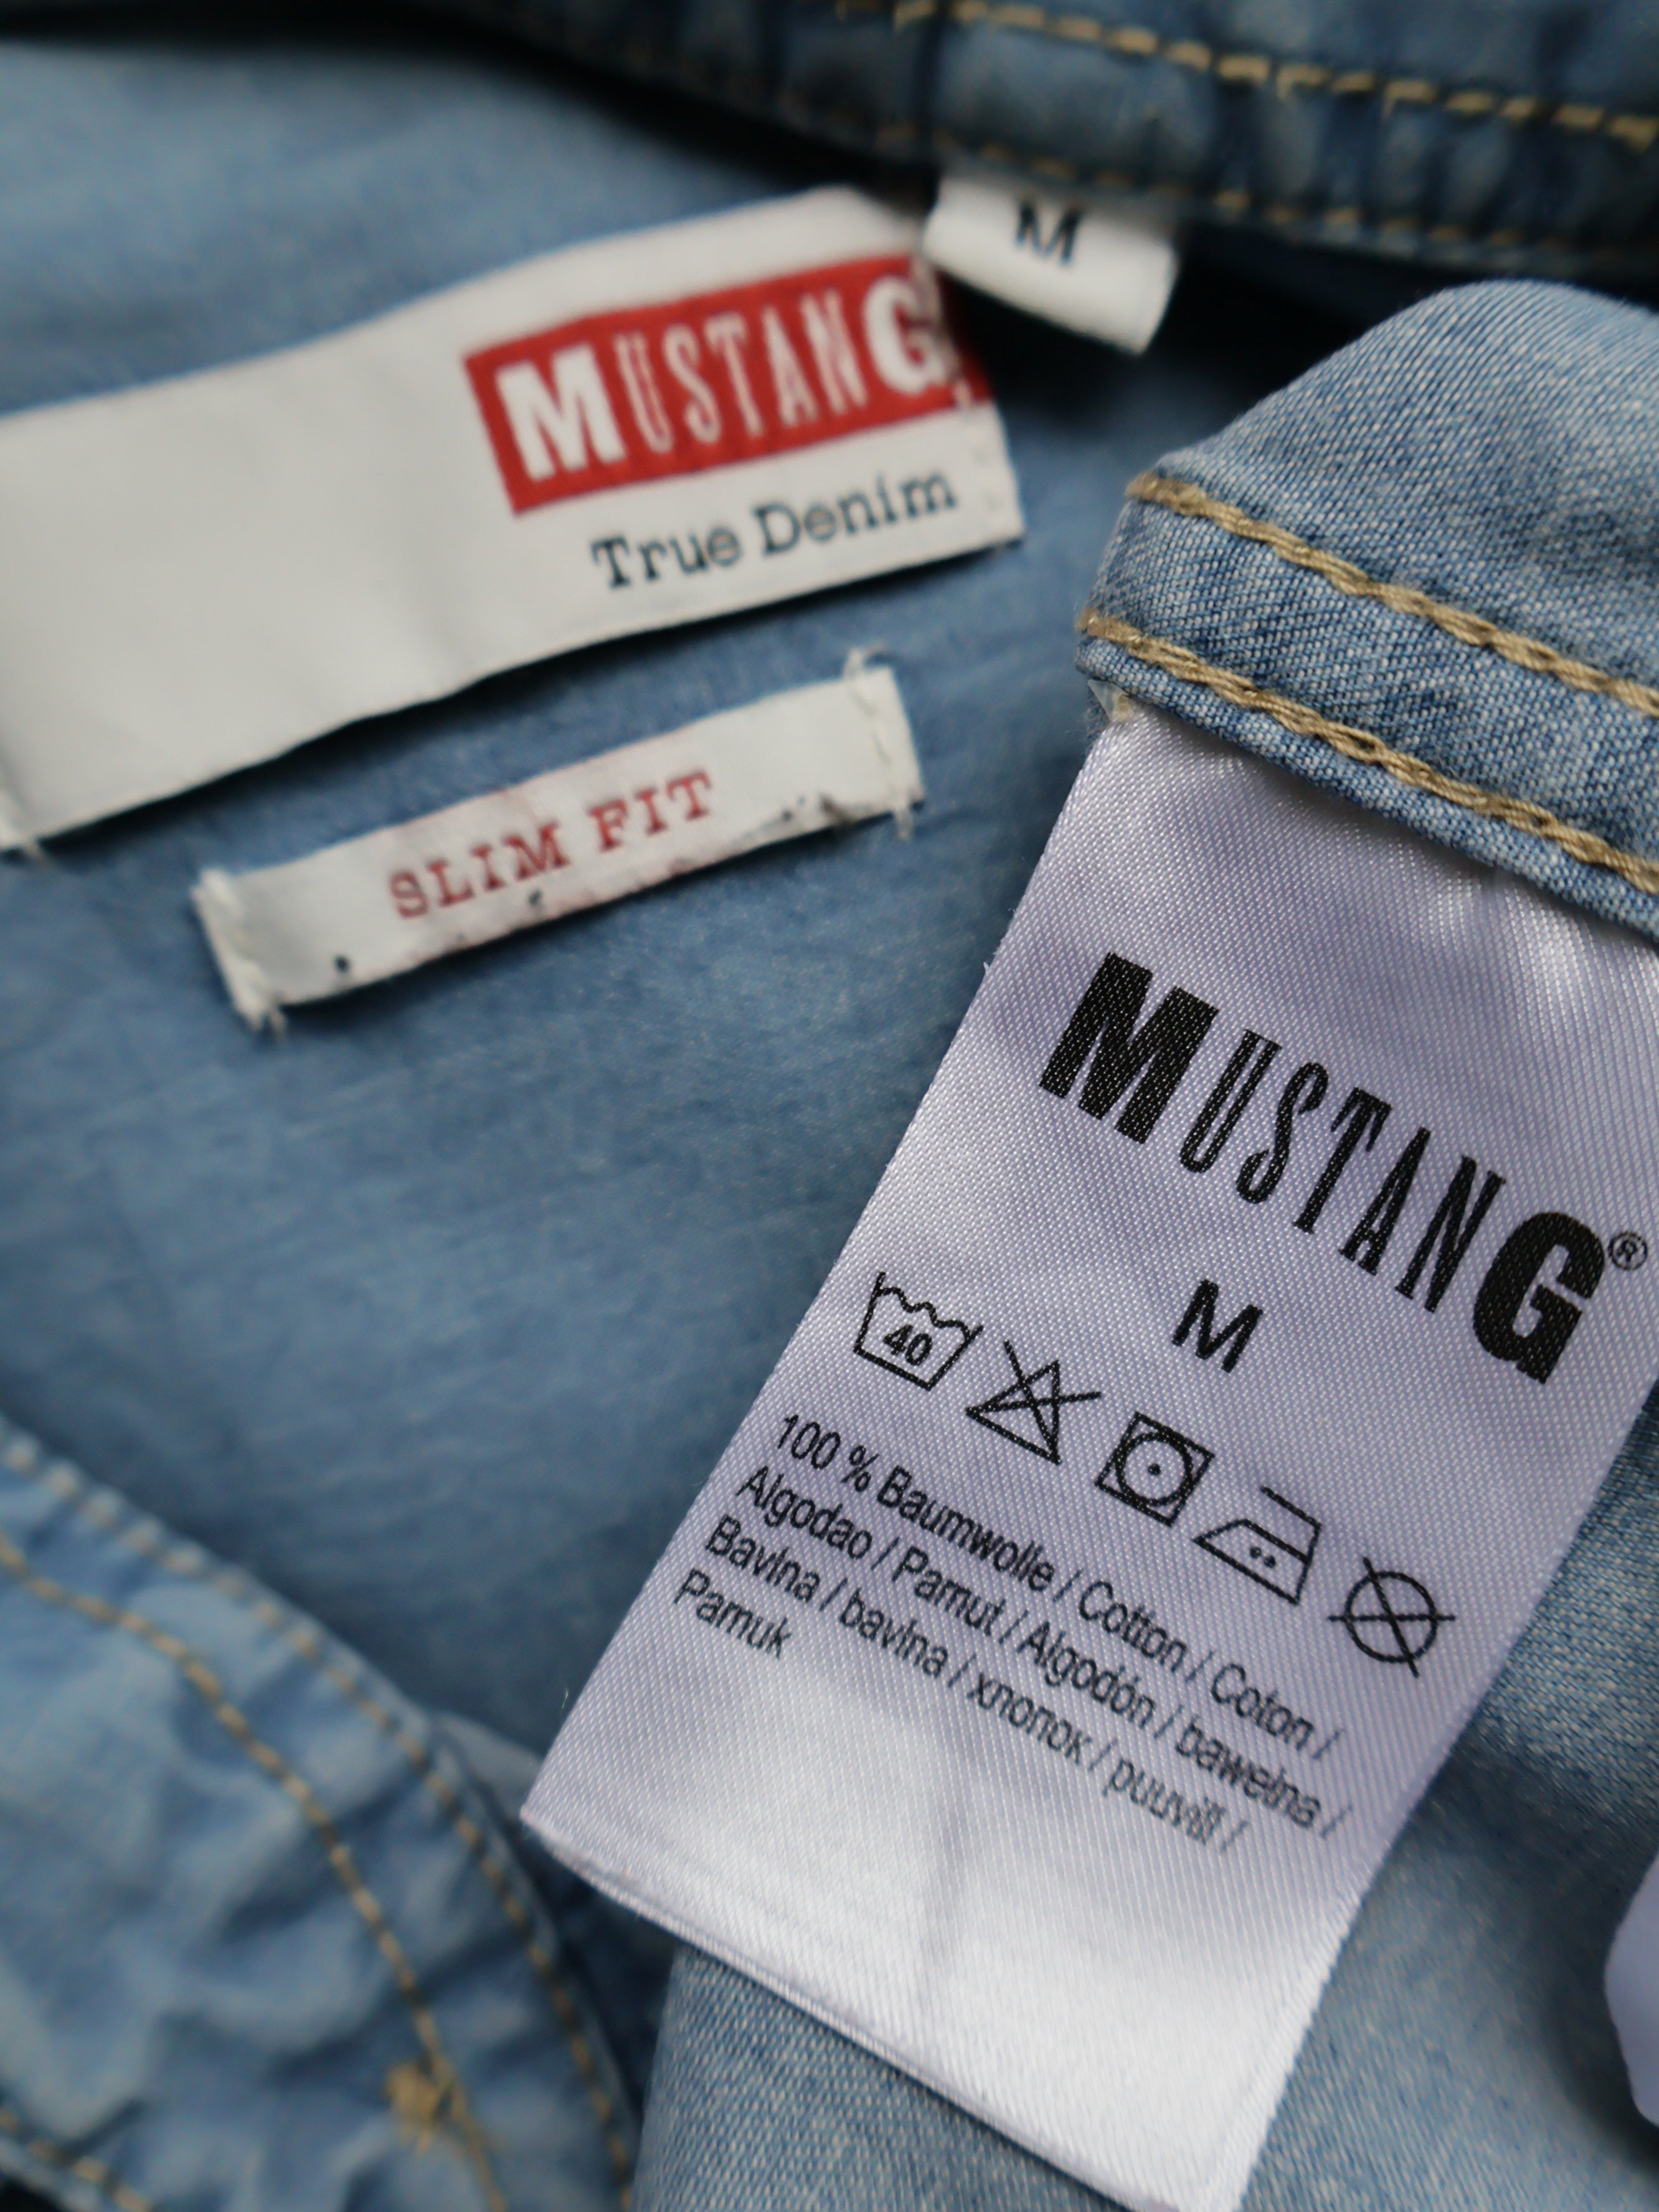 M
MUSTANG
True Denim
SLIM FIT
MUSTANG®
M
40
100 % Baumwolle / Cotton / Coton /
Algodao / Pamut / Algodón / bawełna /
Bavlna / bavlna / хлопок / puuvill /
Pamuk